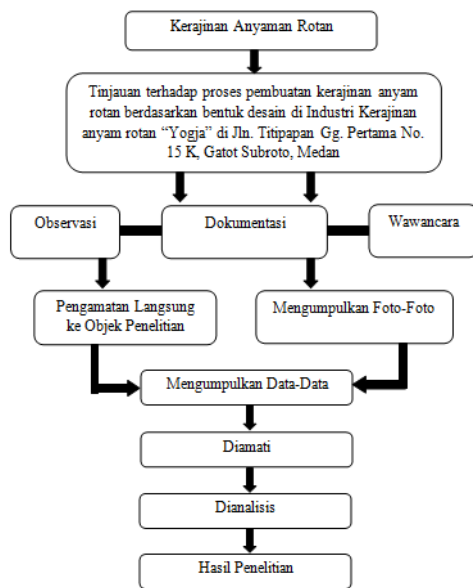 Kerajinan Anyaman Rotan
Tinjauan terhadap proses pembuatan kerajinan anyam
rotan berdasarkan bentuk desain di Industri Kerajinan
anyam rotan “Yogja” di Jln. Titipapan Gg. Pertama No.
15 K, Gatot Subroto, Medan
Observasi
Dokumentasi
Wawancara
Pengamatan Langsung
ke Objek Penelitian
Mengumpulkan Foto-Foto
Mengumpulkan Data-Data
Diamati
Dianalisis
Hasil Penelitian